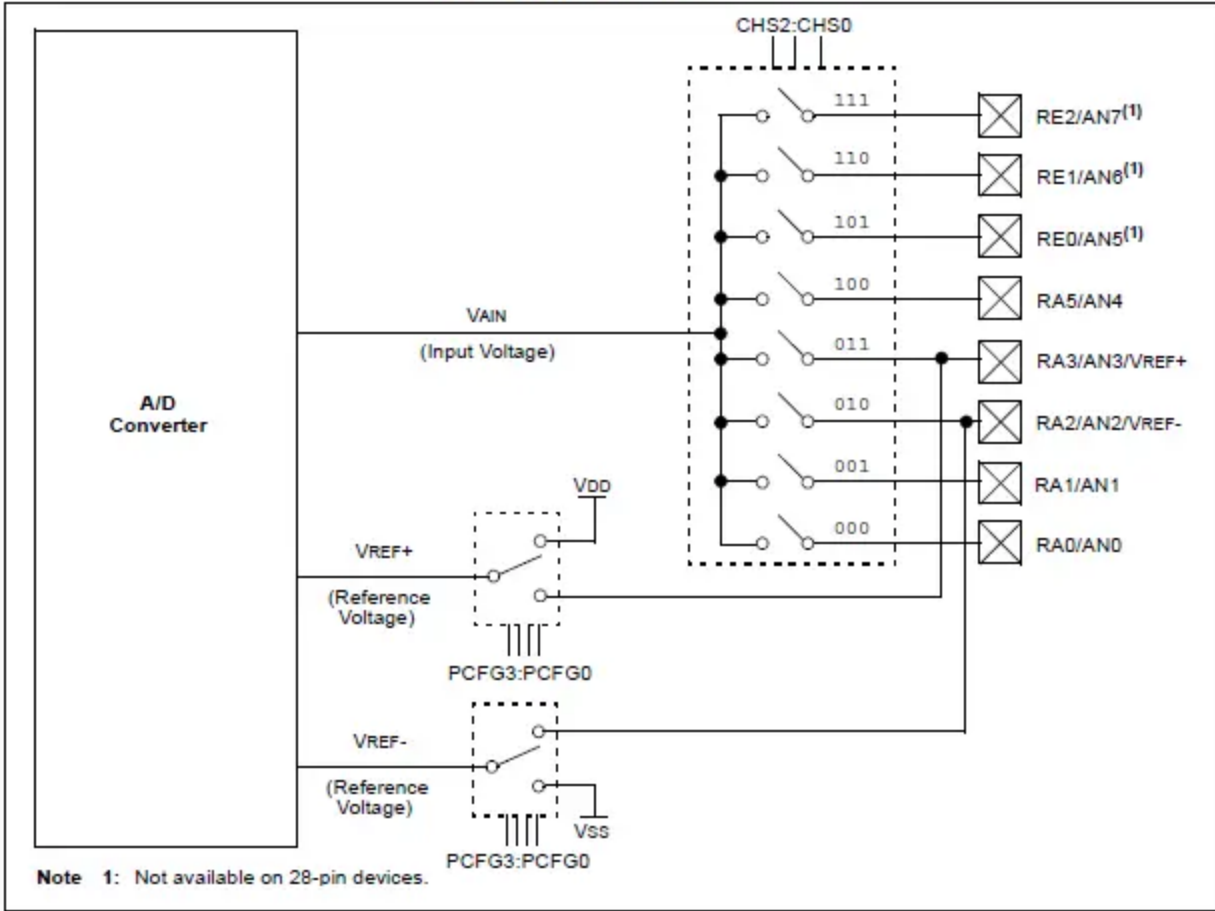 CHS2:CHS0
111
RE2/AN7(1)
110
RE1/AN6(1)
101
RE0/AN5(1)
100
RA5/AN4
VAIN
(Input Voltage)
011
RA3/AN3/VREF+
A/D
Converter
010
RA2/AN2/VREF-
001
RA1/AN1
VDD
000
RA0/AN0
VREF+
(Reference
Voltage)
PCFG3:PCFG0
VREF-
(Reference
Voltage)
VSS
PCFG3:PCFG0
Note 1: Not available on 28-pin devices.